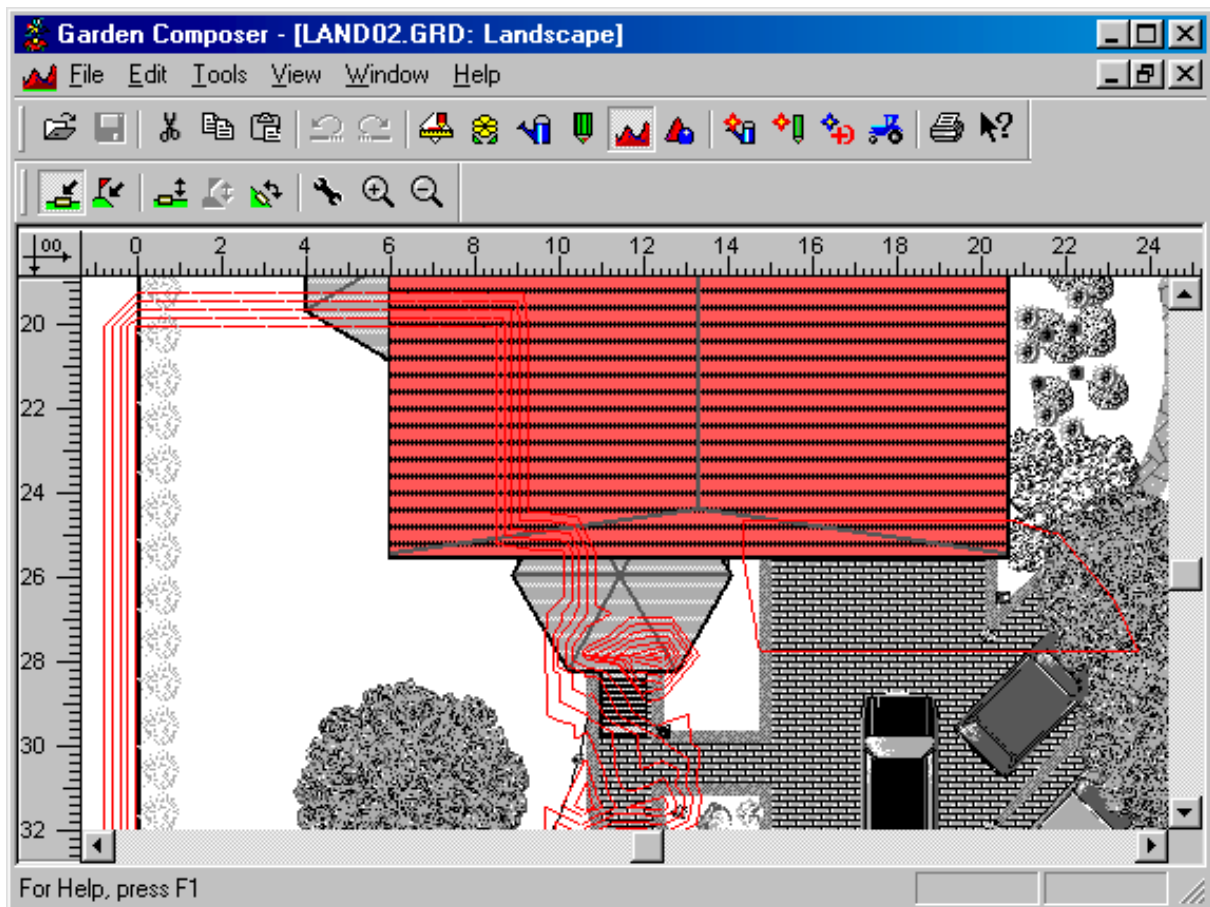 Garden Composer - [LAND02.GRD: Landscape]
File Edit Tools View Window Help
00
0 2 4 6 8 10 12 14 16 18 20 22 24
20
22
24
26
28
30
32
For Help, press F1